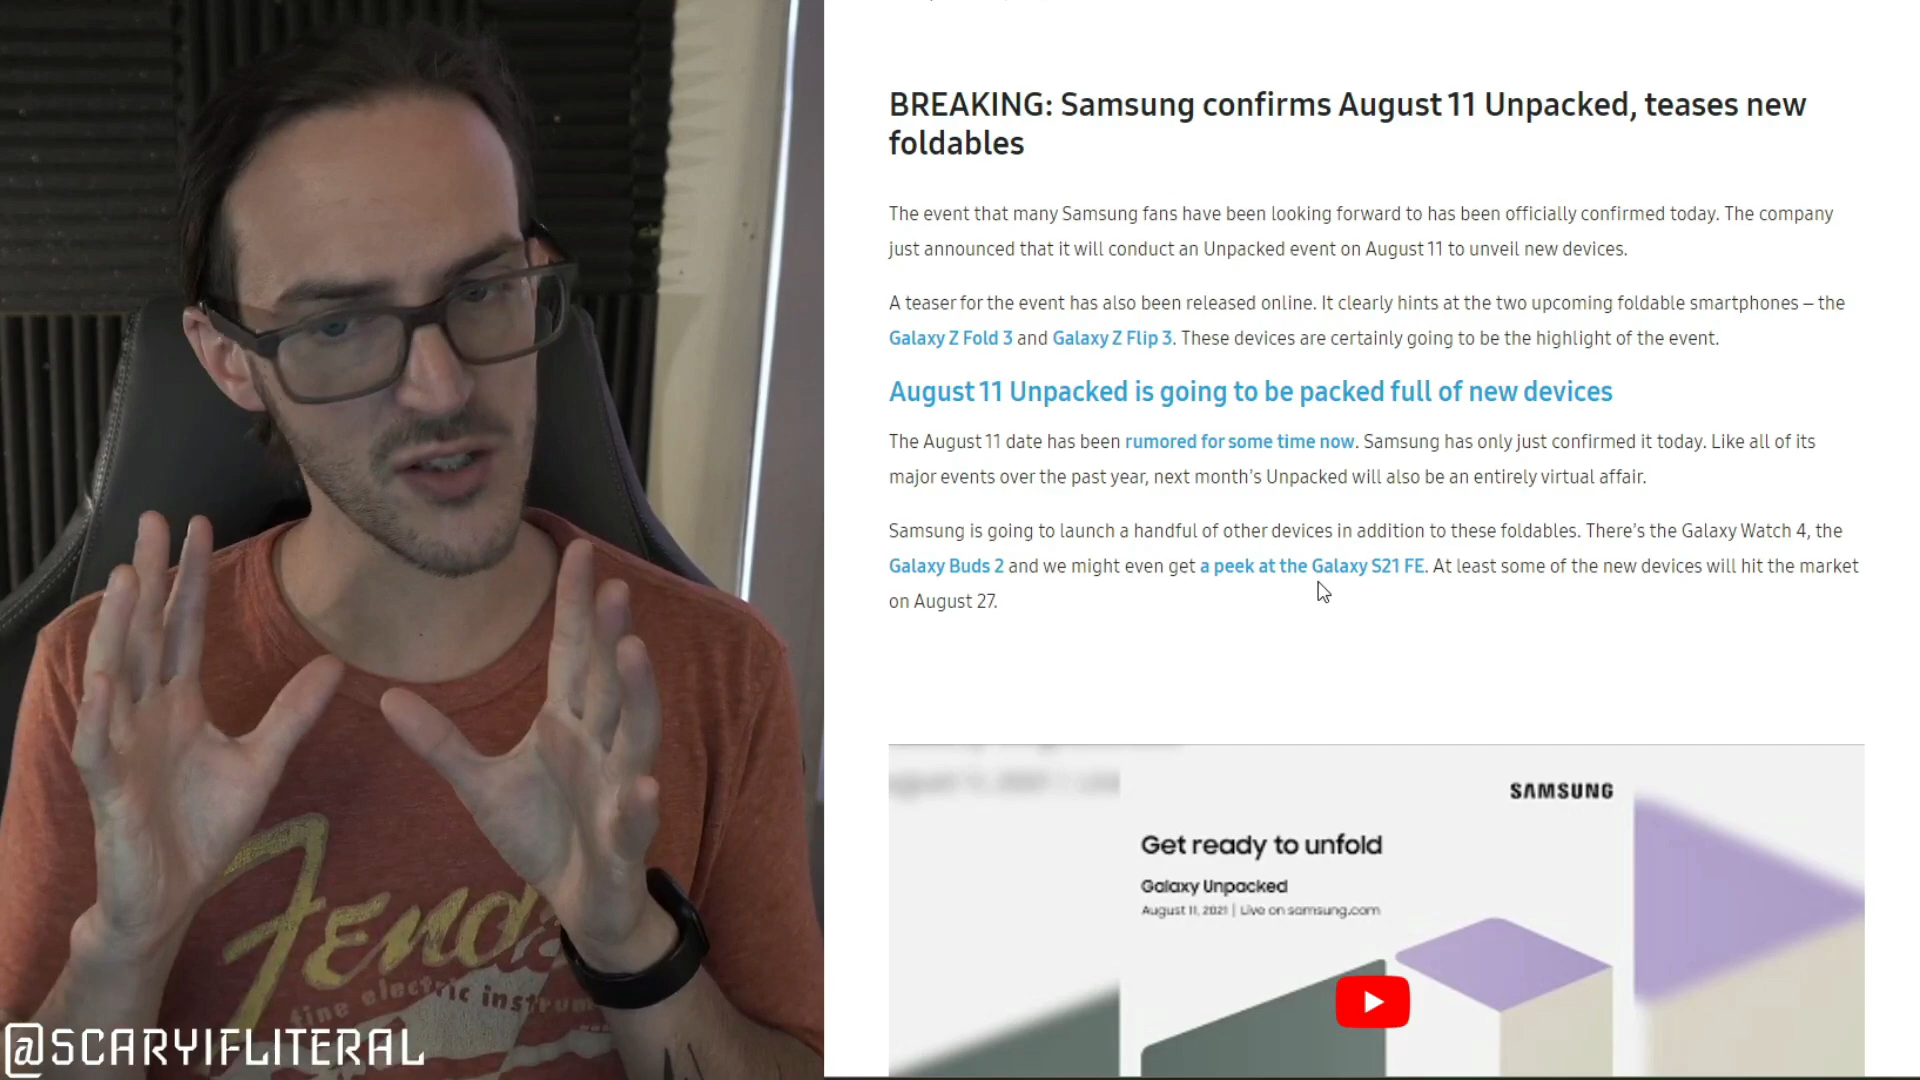 BREAKING: Samsung confirms August 11 Unpacked, teases new
foldables
The event that many Samsung fans have been looking forward to has been officially confirmed today. The company
just announced that it will conduct an Unpacked event on August 11 to unveil new devices.
A teaser for the event has also been released online. It clearly hints at the two upcoming foldable smartphones – the
Galaxy Z Fold 3 and Galaxy Z Flip 3. These devices are certainly going to be the highlight of the event.
August 11 Unpacked is going to be packed full of new devices
The August 11 date has been rumored for some time now. Samsung has only just confirmed it today. Like all of its
major events over the past year, next month's Unpacked will also be an entirely virtual affair.
Samsung is going to launch a handful of other devices in addition to these foldables. There's the Galaxy Watch 4, the
Galaxy Buds 2 and we might even get a peek at the Galaxy S21 FE. At least some of the new devices will hit the market
on August 27.
SAMSUNG
Get ready to unfold
Galaxy Unpacked
August 11, 2021 | Live on samsung.com
Fend
fine electric instrum
@SCARYIFLITERAL